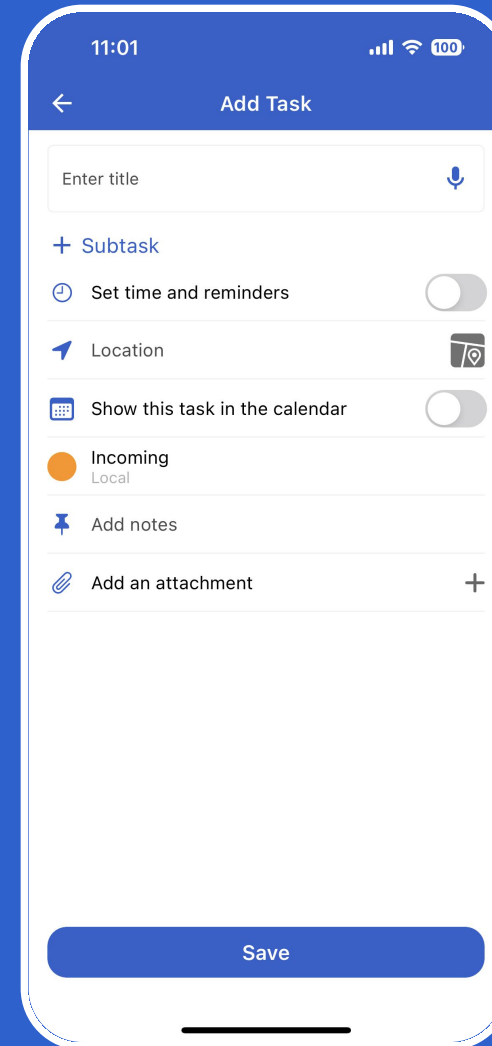 11:01
100
Add Task
Enter title
+ Subtask
Set time and reminders
Location
Show this task in the calendar
Incoming
Local
Add notes
Add an attachment +
Save